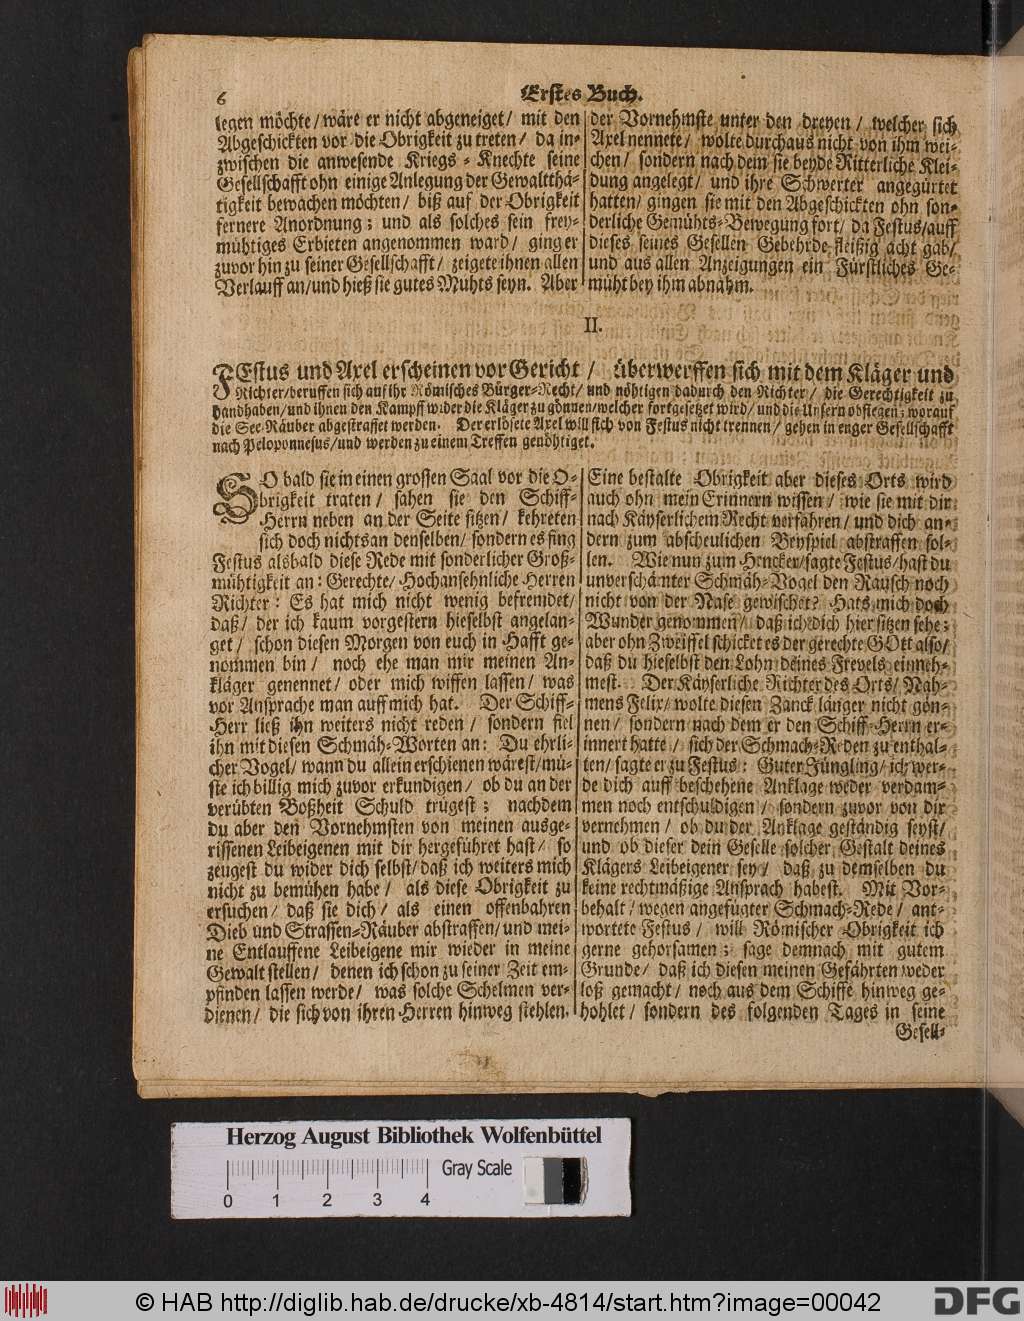 6
Erstes Buch.
legen möchte/ wäre er nicht abgeneiget/ mit den
Abgeschickten vor die Obrigkeit zu treten/ da in-
zwischen die anwesende Kriegs-Knechte seine
Gesellschafft ohn einige Anlegung der Gewaltthä-
tigkeit bewachen möchten/ biß auf der Obrigkeit
fernere Anordnung; und als solches sein frey-
mühtiges Erbieten angenommen ward/ ging er
zuvor hin zu seiner Gesellschafft/ zeigete ihnen allen
Verlauff an/ und hieß sie gutes Muhts seyn. Aber
der Vornehmste unter den dreyen/ welcher sich
Axel nennete/ wolte durchaus nicht von ihm wei-
chen/ sondern nach dem sie beyde Ritterliche Klei-
dung angelegt/ und ihre Schwerter angegürtet
hatten/ gingen sie mit den Abgeschickten ohn son-
derliche Gemühts-Bewegung fort/ da Festus/ auff
dieses seines Gesellen Gebehrde fleißig acht gab/
und aus allen Anzeigungen ein Fürstliches Ge-
müht bey ihm abnahm.
II.
FEstus und Axel erscheinen vor Gericht/ überwerffen sich mit dem Kläger und
Richter/ beruffen sich auf ihr Römisches Bürger-Recht/ und nöhtigen dadurch den Richter/ die Gerechtigkeit zu
handhaben/ und ihnen den Kampff wider die Kläger zu gönnen/ welcher fortgesetzet wird/ und die Unsern obsiegen; worauf
die See-Räuber abgestraffet werden. Der erlösete Axel will sich von Festus nicht trennen/ gehen in enger Gesellschafft
nach Peloponnesus/ und werden zu einem Treffen genöhtiget.
SO bald sie in einen grossen Saal vor die O-
brigkeit traten/ sahen sie den Schiff-
Herrn neben an der Seite sitzen/ kehreten
sich doch nichts an denselben/ sondern es fing
Festus alsbald diese Rede mit sonderlicher Groß-
mühtigkeit an: Gerechte/ Hochansehnliche Herren
Richter: Es hat mich nicht wenig befremdet/
daß/ der ich kaum vorgestern hieselbst angelan-
get/ schon diesen Morgen von euch in Hafft ge-
nommen bin/ noch ehe man mir meinen An-
kläger genennet/ oder mich wissen lassen/ was
vor Ansprache man auff mich hat. Der Schiff-
Herr ließ ihn weiters nicht reden/ sondern fiel
ihn mit diesen Schmäh-Worten an: Du ehrli-
cher Vogel/ wann du allein erschienen wärest/ mü-
ste ich billig mich zuvor erkundigen/ ob du an der
verübten Boßheit Schuld trügest; nachdem
du aber den Vornehmsten von meinen ausge-
rissenen Leibeigenen mit dir hergeführet hast/ so
zeugest du wider dich selbst/ daß ich weiters mich
nicht zu bemühen habe/ als diese Obrigkeit zu
ersuchen/ daß sie dich/ als einen offenbahren
Dieb und Strassen-Räuber abstraffen/ und mei-
ne Entlauffene Leibeigene mir wieder in meine
Gewalt stellen/ denen ich schon zu seiner Zeit em-
pfinden lassen werde/ was solche Schelmen ver-
dienen/ die sich von ihren Herren hinweg stehlen.
Eine bestalte Obrigkeit aber dieses Orts wird
auch ohn mein Erinnern wissen/ wie sie mit dir
nach Käyserlichem Recht verfahren/ und dich an-
dern zum abscheulichen Beyspiel abstraffen sol-
len. Wie nun zum Hencker/ sagte Festus/ hast du
unverschämter Schmäh-Vogel den Rausch noch
nicht von der Nase gewischet? Hats mich doch
Wunder genommen/ daß ich dich hier sitzen sehe;
aber ohn Zweiffel schicket es der gerechte GOtt also/
daß du hieselbst den Lohn deines Frevels einneh-
mest. Der Käyserliche Richter des Orts/ Nah-
mens Felix/ wolte diesen Zanck länger nicht gön-
nen/ sondern nach dem er den Schiff-Herrn er-
innert hatte/ sich der Schmach-Reden zu enthal-
ten/ sagte er zu Festus: Guter Jüngling/ ich wer-
de dich auff beschehene Anklage weder verdam-
men noch entschuldigen/ sondern zuvor von dir
vernehmen/ ob du der Anklage geständig seyst/
und ob dieser dein Geselle solcher Gestalt deines
Klägers Leibeigener sey/ daß zu demselben du
keine rechtmäßige Ansprach habest. Mit Vor-
behalt/ wegen angefügter Schmach-Rede/ ant-
wortete Festus/ will Römischer Obrigkeit ich
gerne gehorsamen; sage demnach mit gutem
Grunde/ daß ich diesen meinen Gefährten weder
loß gemacht/ noch aus dem Schiffe hinweg ge-
hohlet/ sondern des folgenden Tages in seine
Gesell-
Herzog August Bibliothek Wolfenbüttel
Gray Scale
0 1 2 3 4
© HAB http://diglib.hab.de/drucke/xb-4814/start.htm?image=00042
DFG